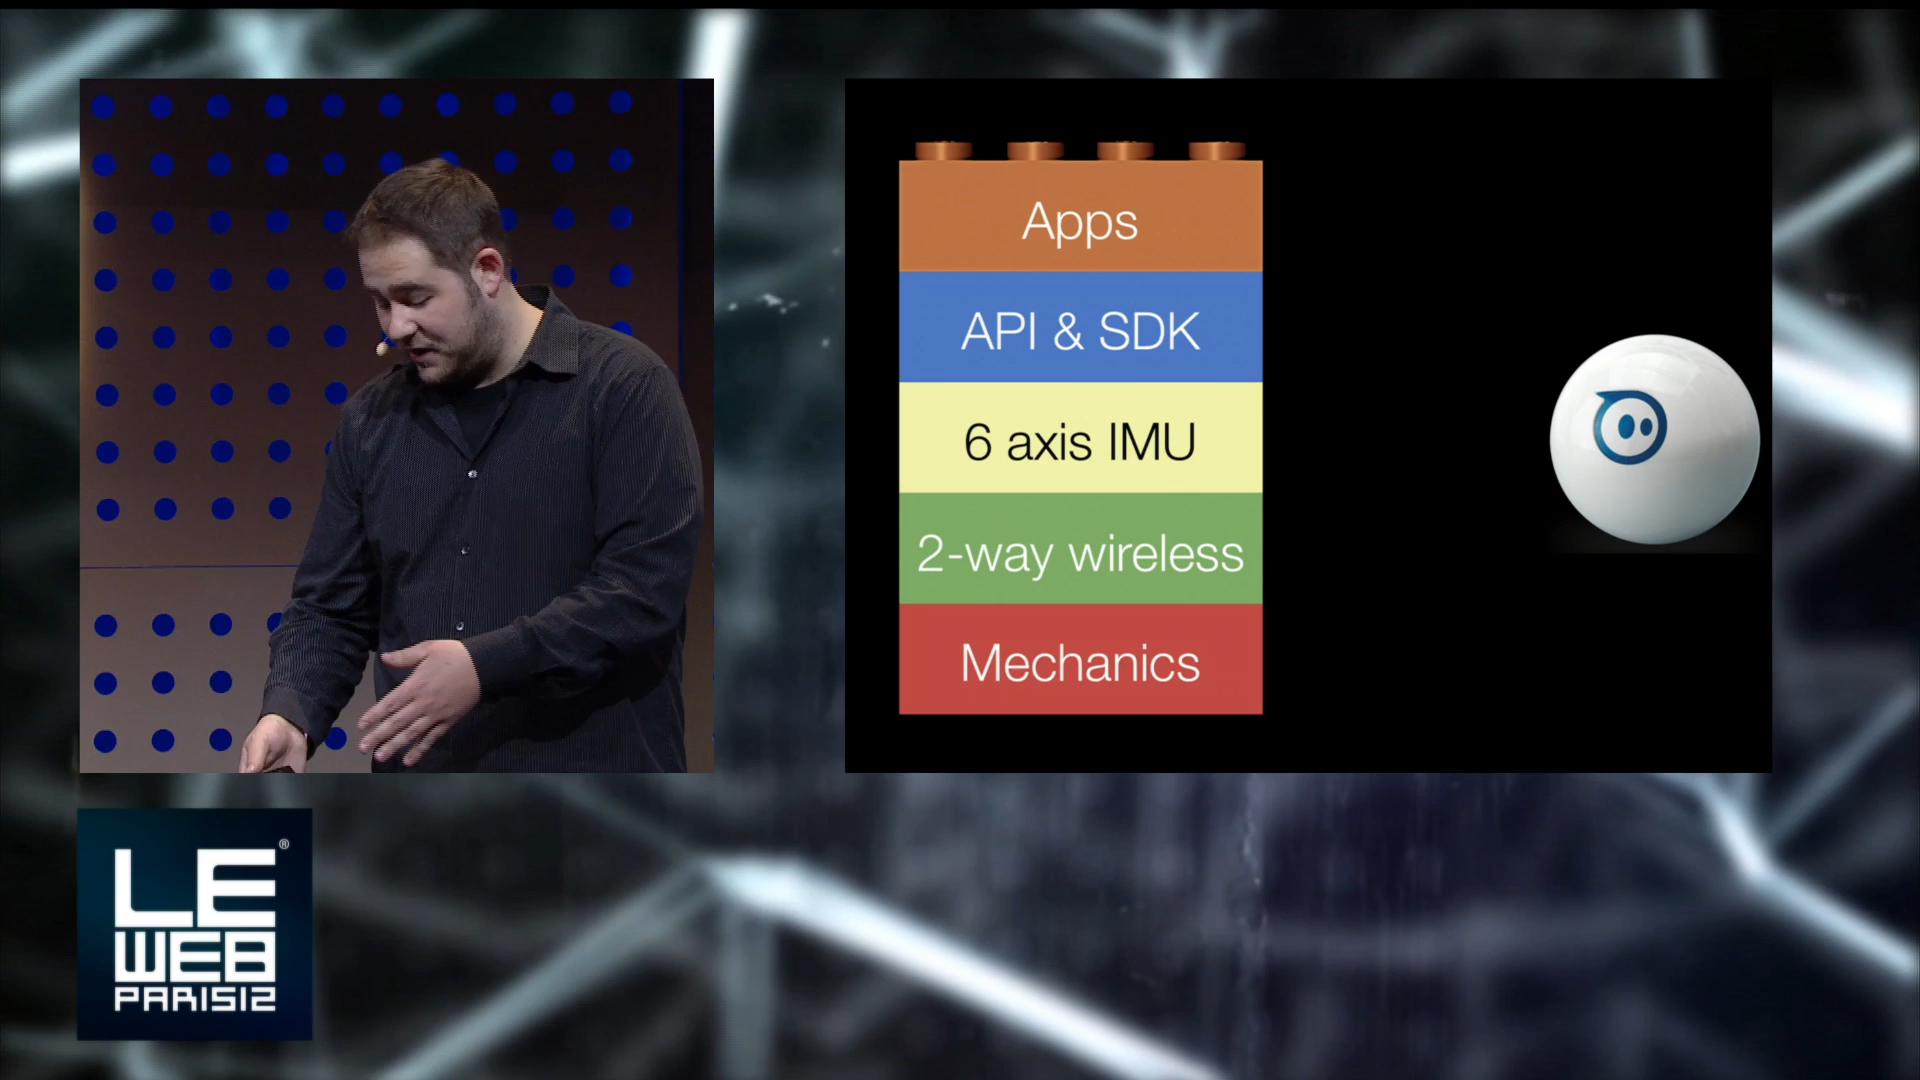 Apps
API & SDK
6 axis IMU
2-way wireless
Mechanics
LE
WEB
PARIS12
®